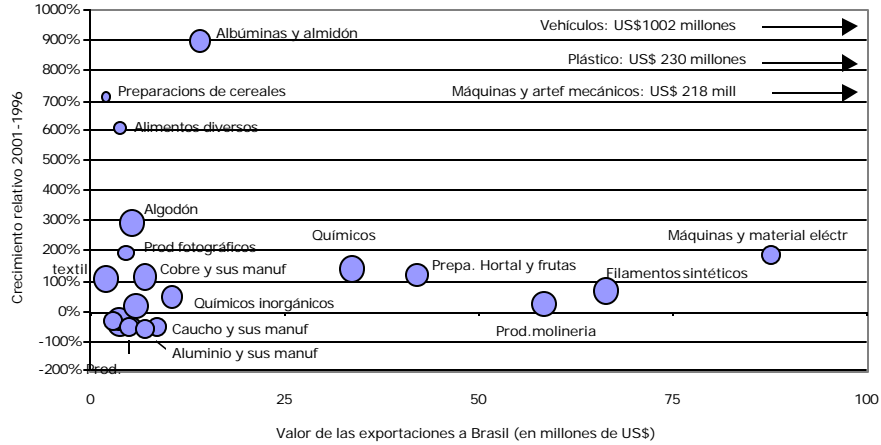 1000%
900%
800%
700%
600%
500%
400%
300%
200%
100%
0%
-100%
-200%
Crecimiento relativo 2001-1996
Vehículos: US$1002 millones
Albúminas y almidón
Plástico: US$ 230 millones
Preparacions de cereales
Máquinas y artef mecánicos: US$ 218 mill
Alimentos diversos
Algodón
Químicos
Máquinas y material eléctr
Prod fotográficos
textil
Cobre y sus manuf
Prepa. Hortal y frutas
Filamentos sintéticos
Químicos inorgánicos
Caucho y sus manuf
Prod.molineria
Aluminio y sus manuf
Prod.
0
25
50
75
100
Valor de las exportaciones a Brasil (en millones de US$)